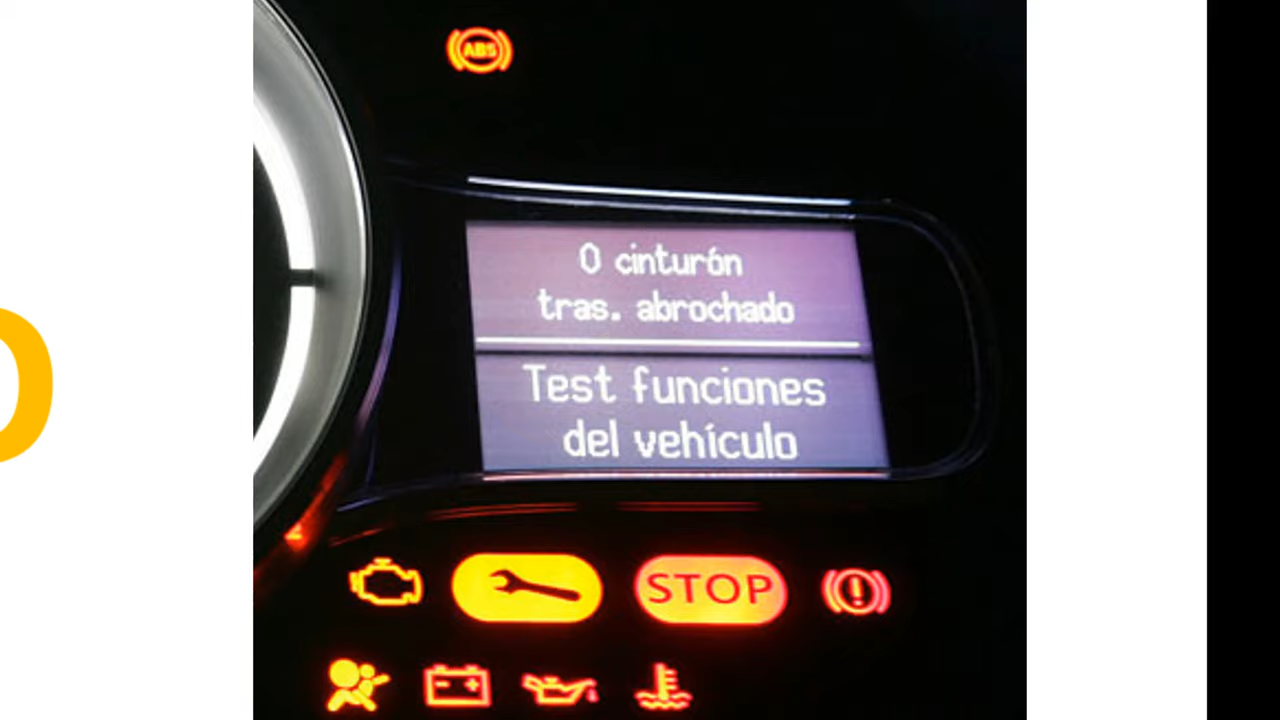 ABS
0 cinturón
tras. abrochado
Test funciones
del vehículo
STOP